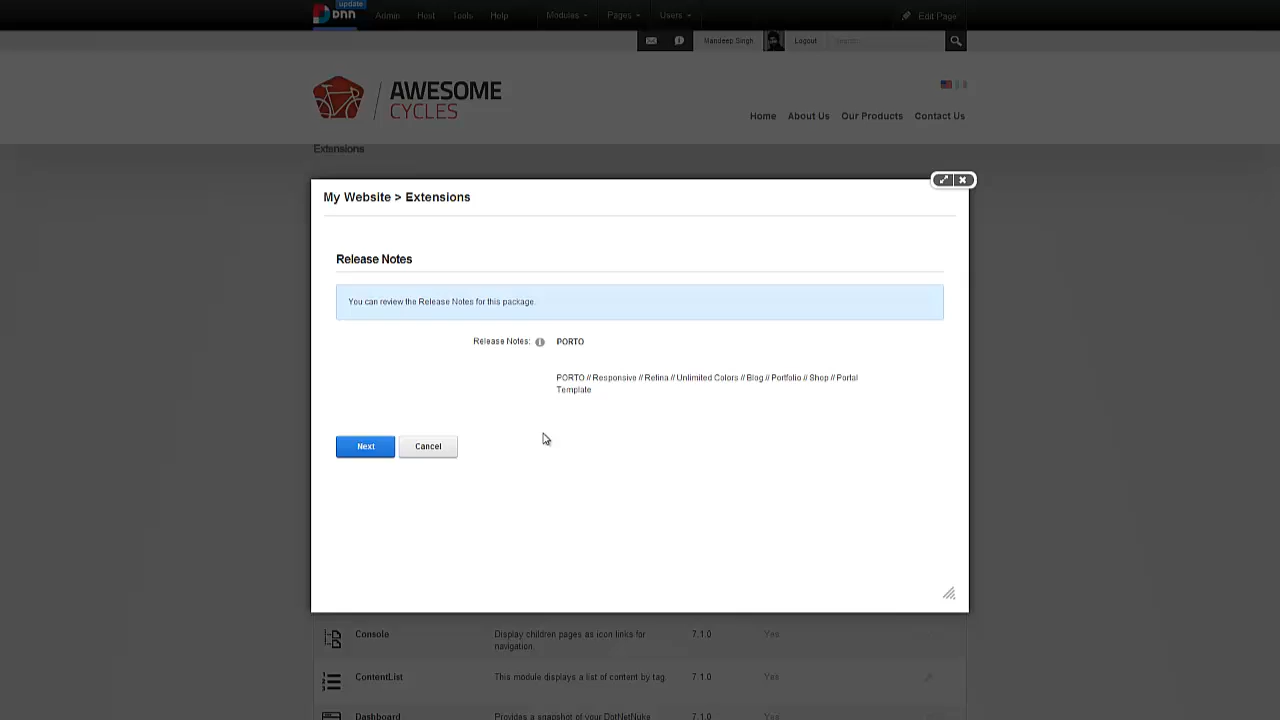 update
DNN
Admin Host Tools Help Modules Pages Users Edit Page
Mandeep Singh Logout Search
AWESOME
CYCLES
Home About Us Our Products Contact Us
Extensions
My Website > Extensions
Release Notes
You can review the Release Notes for this package.
Release Notes: PORTO
PORTO // Responsive // Retina // Unlimited Colors // Blog // Portfolio // Shop // Portal
Template
Next Cancel
Console Display children pages as icon links for 7.1.0 Yes
navigation.
ContentList This module displays a list of content by tag. 7.1.0 Yes
Dashboard Provides a snapshot of your DotNetNuke 7.1.0 Yes